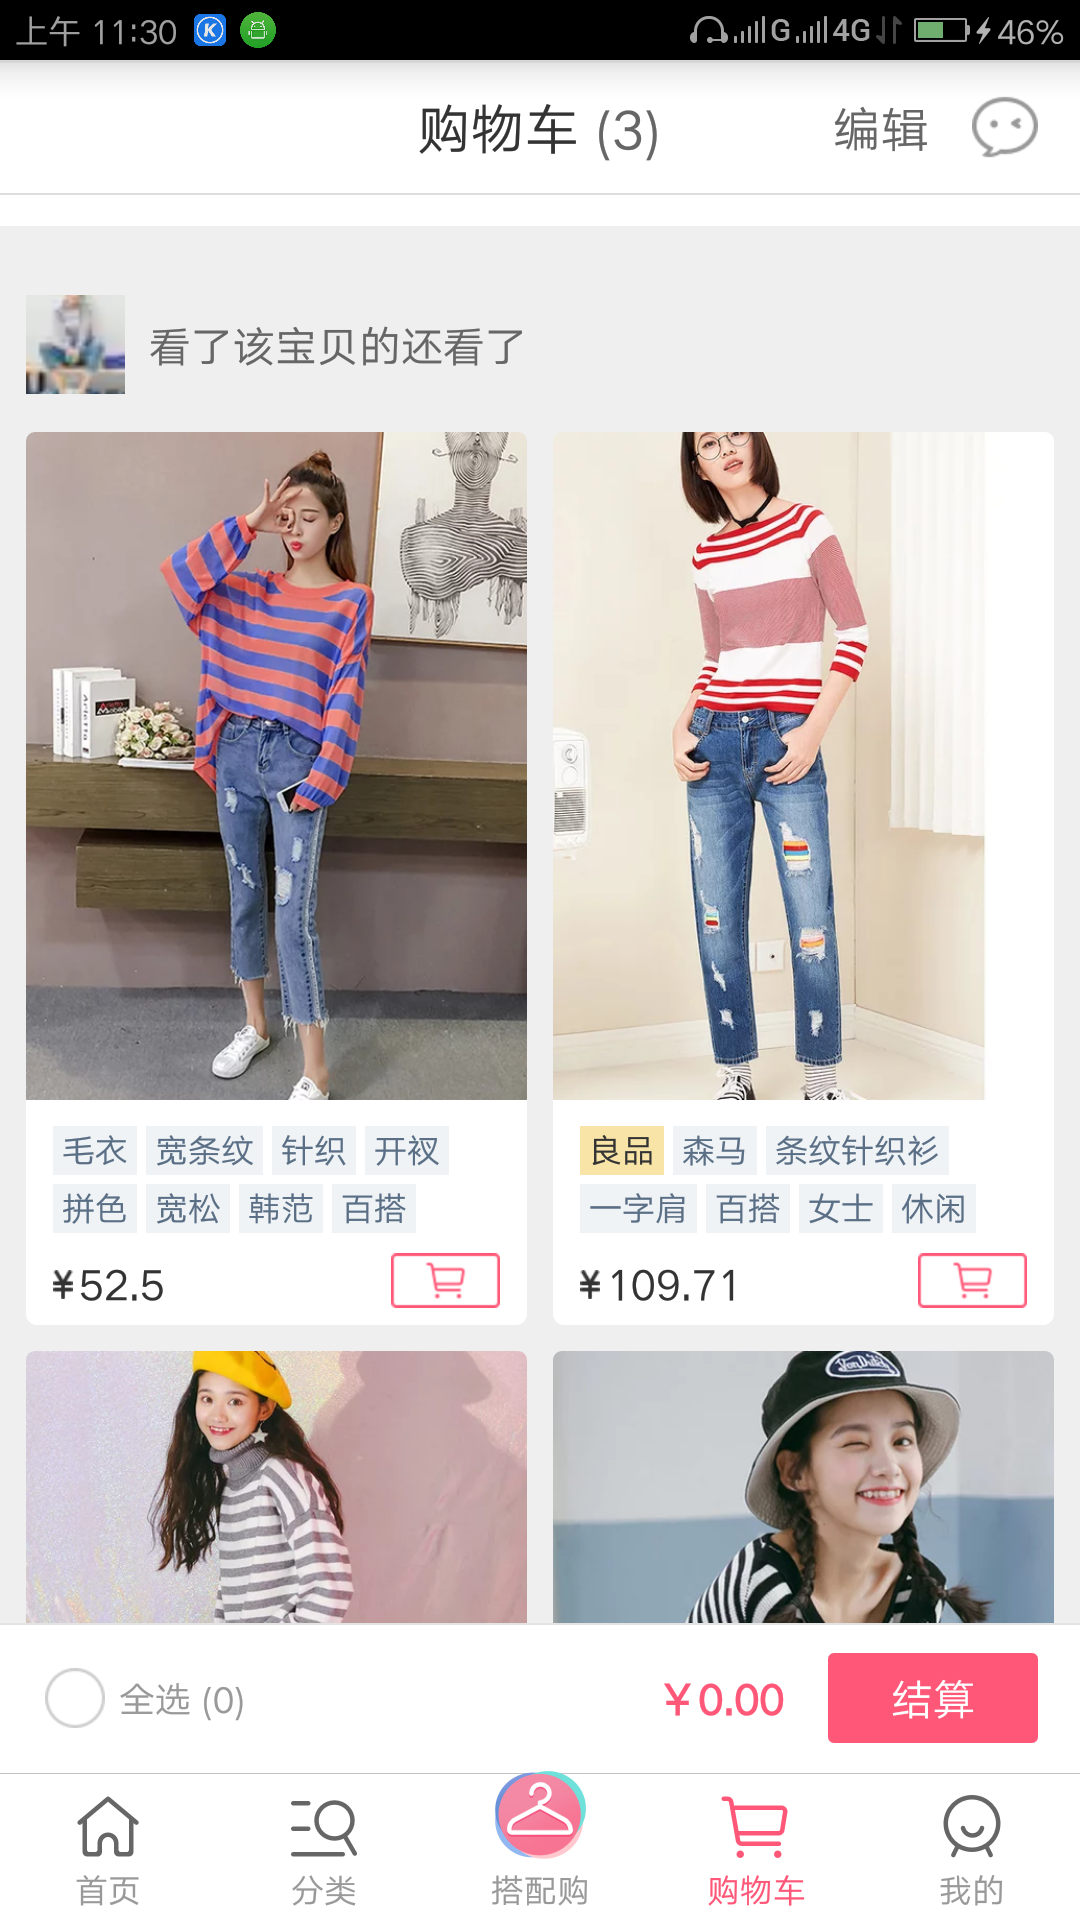 上午 11:30
G 4G 46%
购物车 (3)
编辑
看了该宝贝的还看了
毛衣 宽条纹 针织 开衩
拼色 宽松 韩范 百搭
¥52.5
良品 森马 条纹针织衫
一字肩 百搭 女士 休闲
¥109.71
Von Dutch
全选 (0)
¥0.00
结算
首页
分类
搭配购
购物车
我的